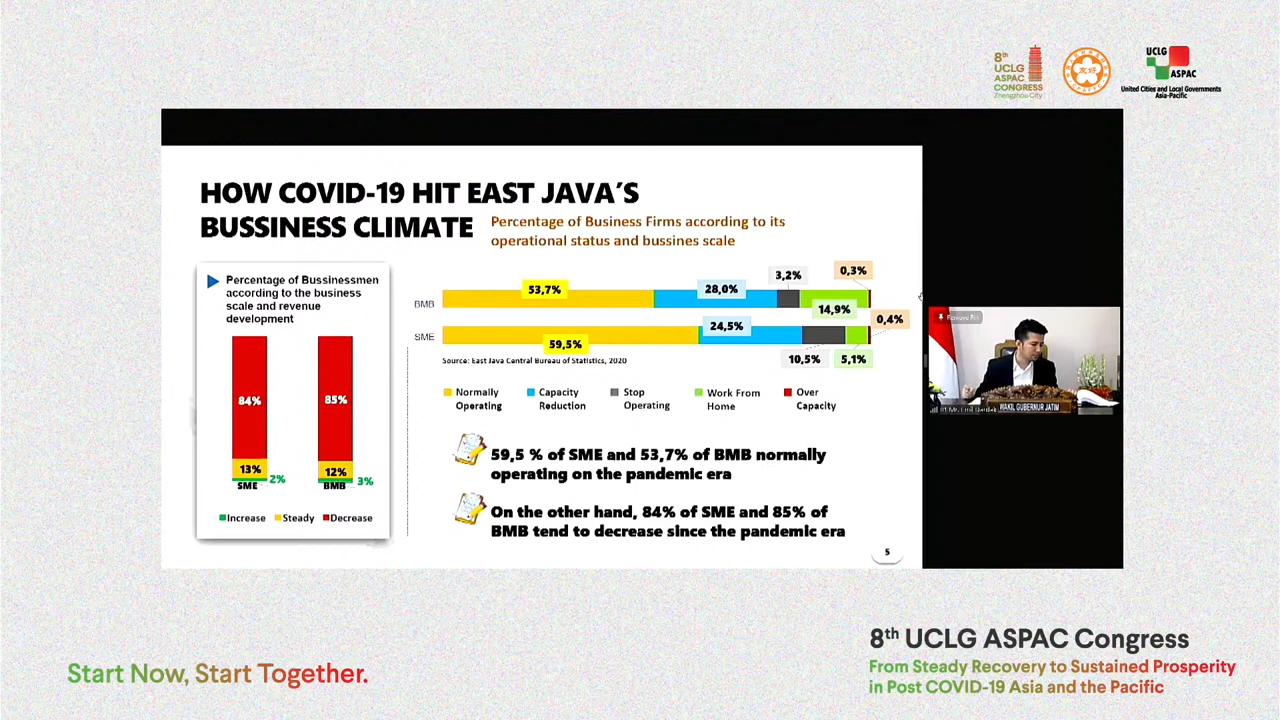 8th
UCLG
ASPAC
CONGRESS
Zhengzhou City
友好
UCLG
ASPAC
United Cities and Local Governments
Asia-Pacific
HOW COVID-19 HIT EAST JAVA'S
BUSSINESS CLIMATE
Percentage of Business Firms according to its
operational status and bussines scale
Percentage of Bussinessmen
according to the business
scale and revenue
development
84%
85%
13%
12%
2%
3%
SME
BMB
Increase
Steady
Decrease
BMB
53,7%
28,0%
3,2%
14,9%
0,3%
SME
59,5%
24,5%
10,5%
5,1%
0,4%
Source: East Java Central Bureau of Statistics, 2020
Normally
Operating
Capacity
Reduction
Stop
Operating
Work From
Home
Over
Capacity
59,5 % of SME and 53,7% of BMB normally
operating on the pandemic era
On the other hand, 84% of SME and 85% of
BMB tend to decrease since the pandemic era
5
Remove Pin
WAKIL GUBERNUR JATIM
Start Now, Start Together.
8th UCLG ASPAC Congress
From Steady Recovery to Sustained Prosperity
in Post COVID-19 Asia and the Pacific